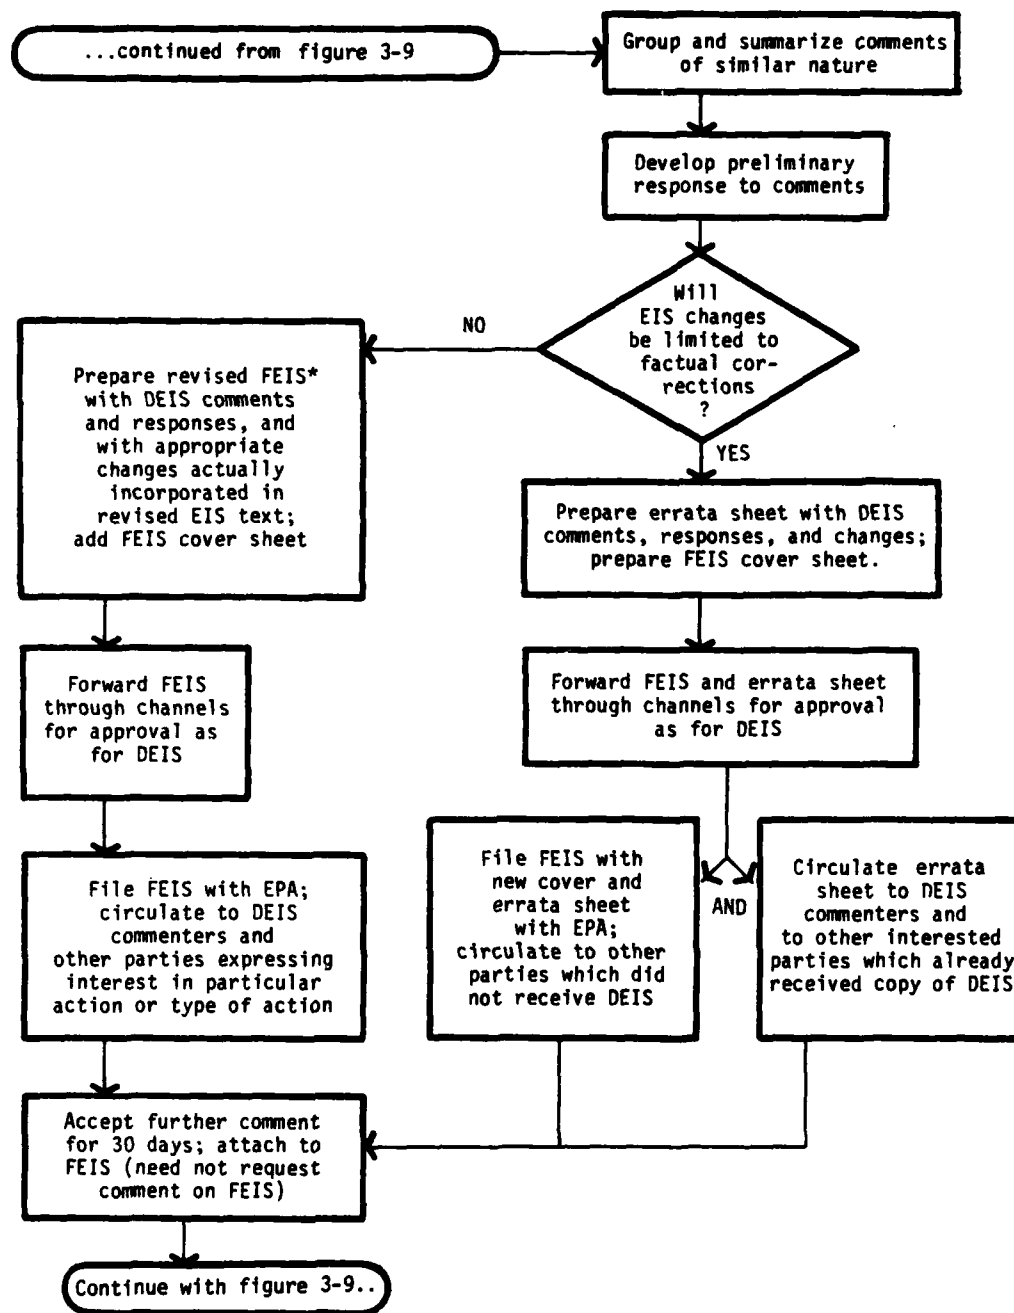 ...continued from figure 3-9
Group and summarize comments
of similar nature
Develop preliminary
response to comments
Will
EIS changes
be limited to
factual cor-
rections
?
NO
YES
Prepare revised FEIS*
with DEIS comments
and responses, and
with appropriate
changes actually
incorporated in
revised EIS text;
add FEIS cover sheet
Prepare errata sheet with DEIS
comments, responses, and changes;
prepare FEIS cover sheet.
Forward FEIS
through channels
for approval as
for DEIS
Forward FEIS and errata sheet
through channels for approval
as for DEIS
File FEIS with EPA;
circulate to DEIS
commenters and
other parties expressing
interest in particular
action or type of action
File FEIS with
new cover and
errata sheet
with EPA;
circulate to other
parties which did
not receive DEIS
AND
Circulate errata
sheet to DEIS
commenters and
to other interested
parties which already
received copy of DEIS
Accept further comment
for 30 days; attach to
FEIS (need not request
comment on FEIS)
Continue with figure 3-9..